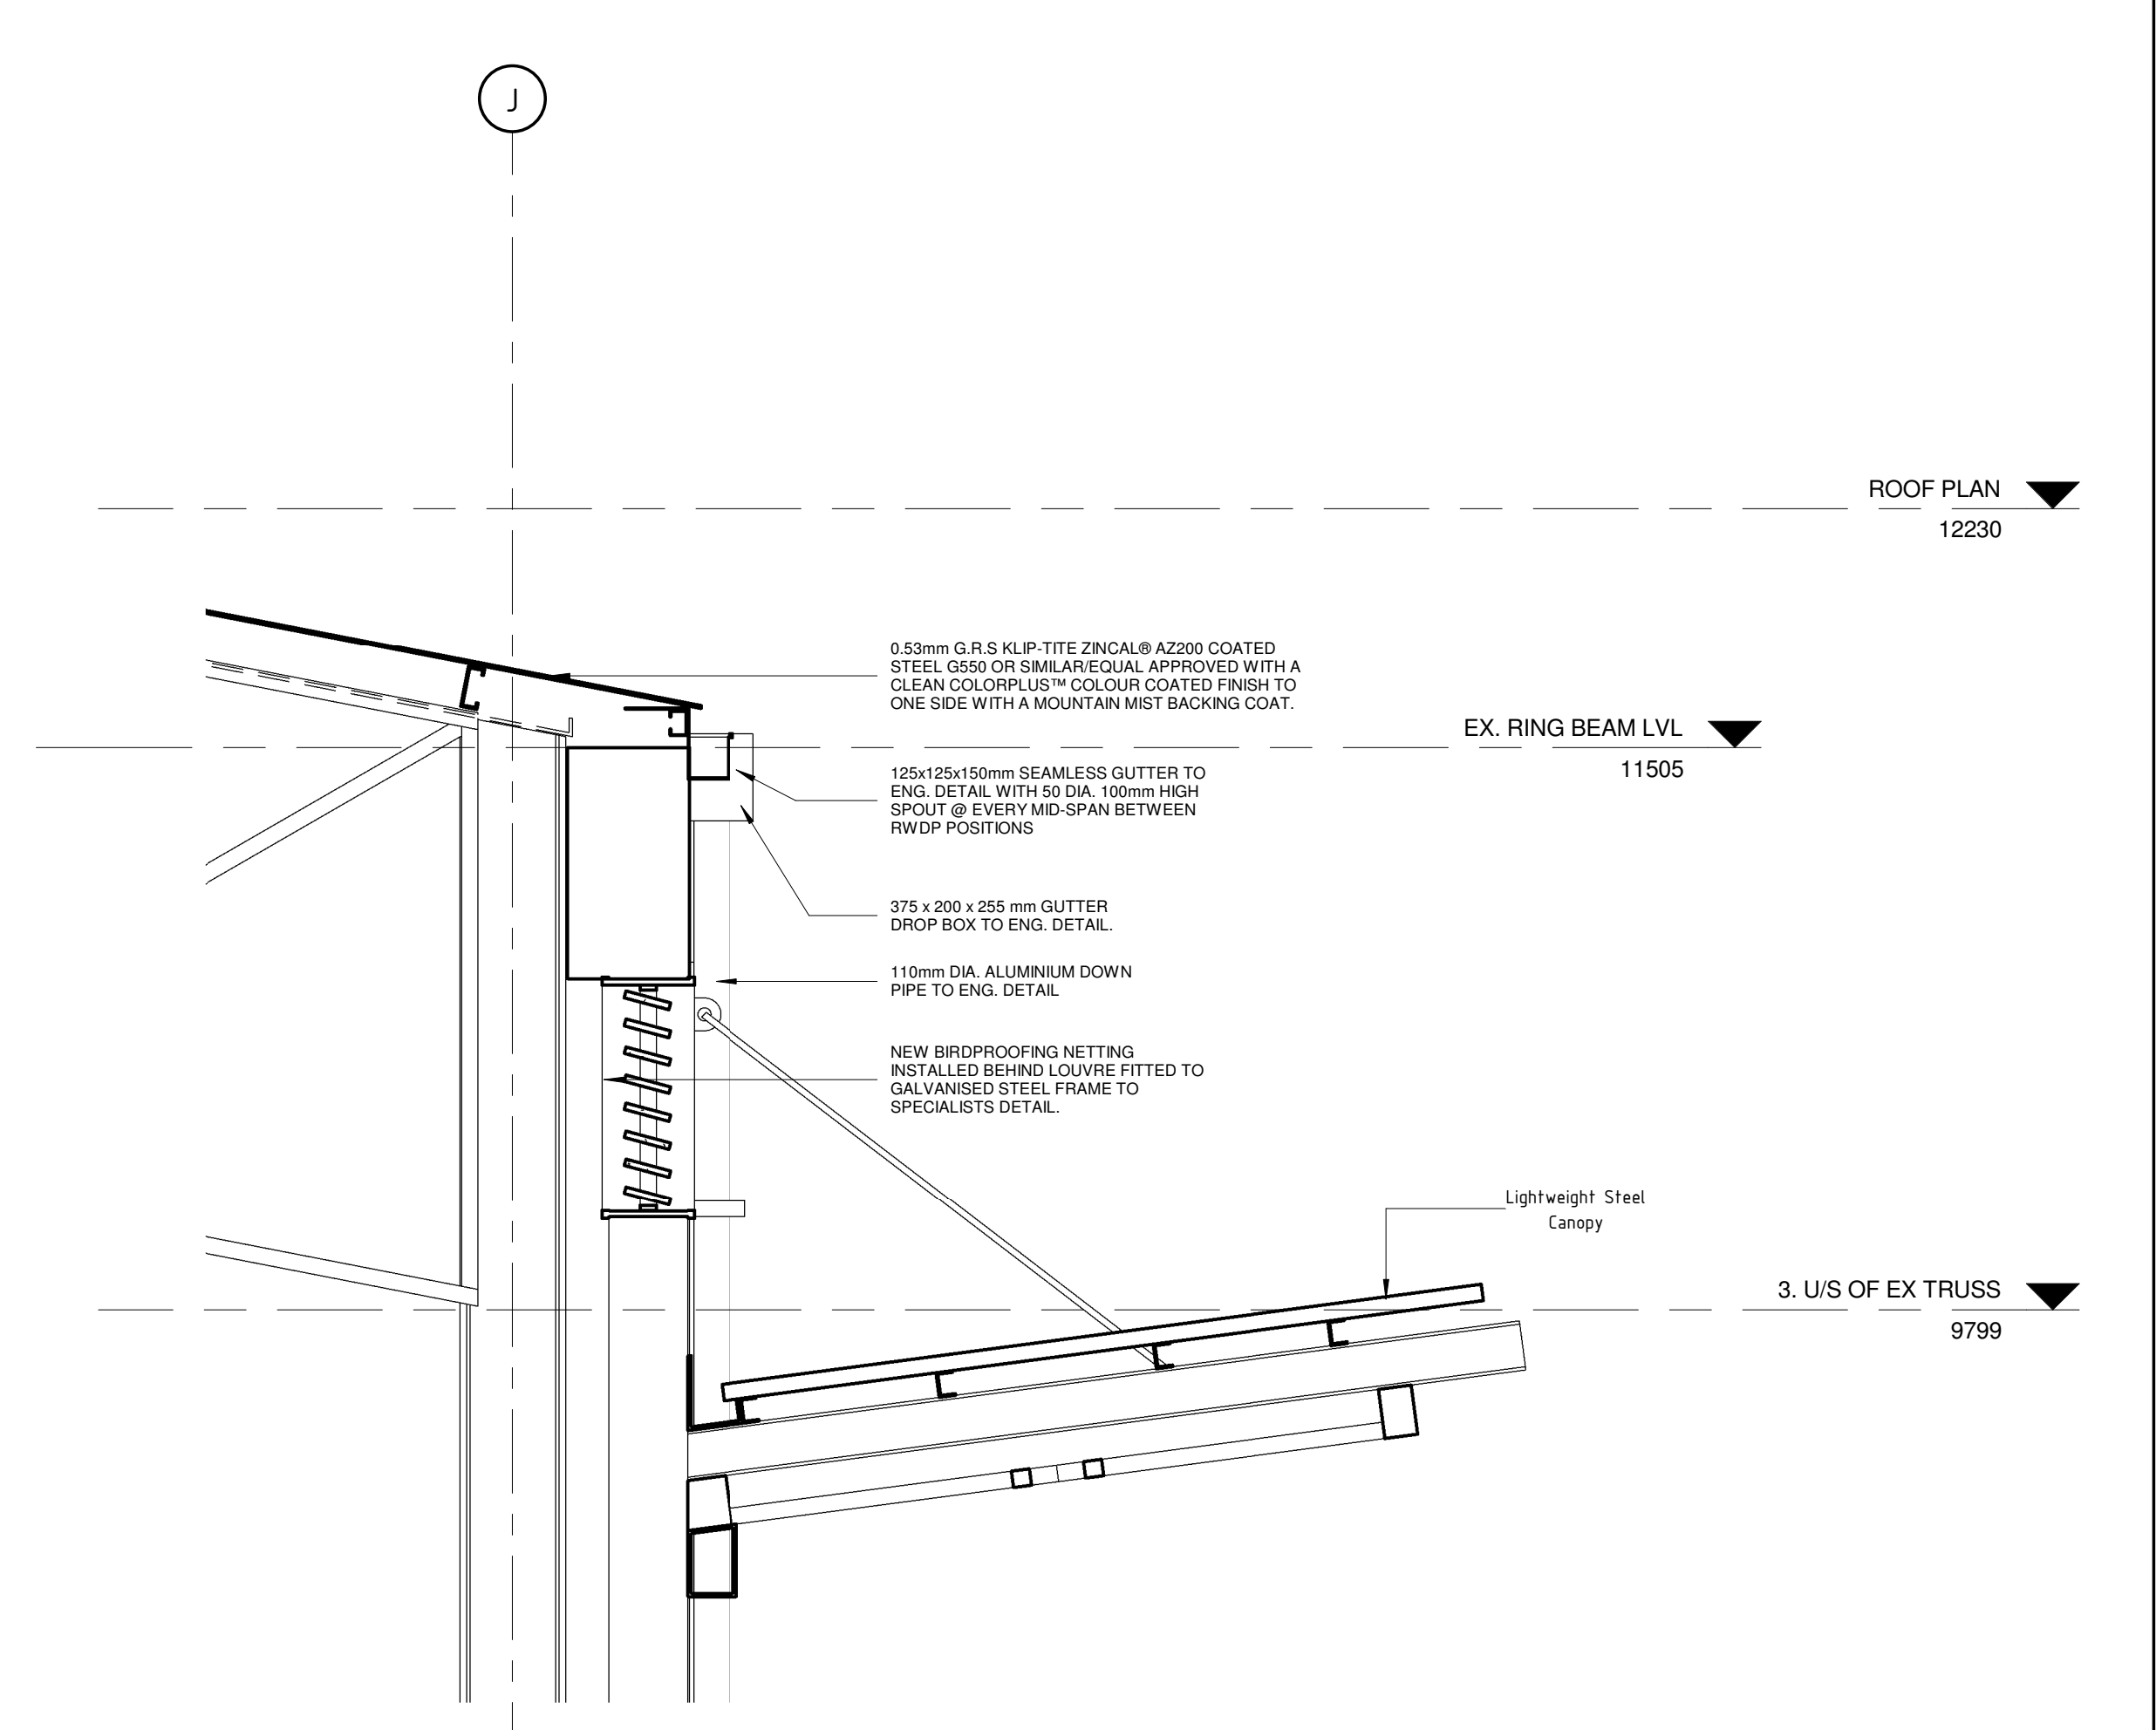 J
ROOF PLAN
12230
0.53mm G.R.S KLIP-TITE ZINCAL® AZ200 COATED
STEEL G550 OR SIMILAR/EQUAL APPROVED WITH A
CLEAN COLORPLUS™ COLOUR COATED FINISH TO
ONE SIDE WITH A MOUNTAIN MIST BACKING COAT.
EX. RING BEAM LVL
11505
125x125x150mm SEAMLESS GUTTER TO
ENG. DETAIL WITH 50 DIA. 100mm HIGH
SPOUT @ EVERY MID-SPAN BETWEEN
RWDP POSITIONS
375 x 200 x 255 mm GUTTER
DROP BOX TO ENG. DETAIL.
110mm DIA. ALUMINIUM DOWN
PIPE TO ENG. DETAIL
NEW BIRDPROOFING NETTING
INSTALLED BEHIND LOUVRE FITTED TO
GALVANISED STEEL FRAME TO
SPECIALISTS DETAIL.
Lightweight Steel
Canopy
3. U/S OF EX TRUSS
9799